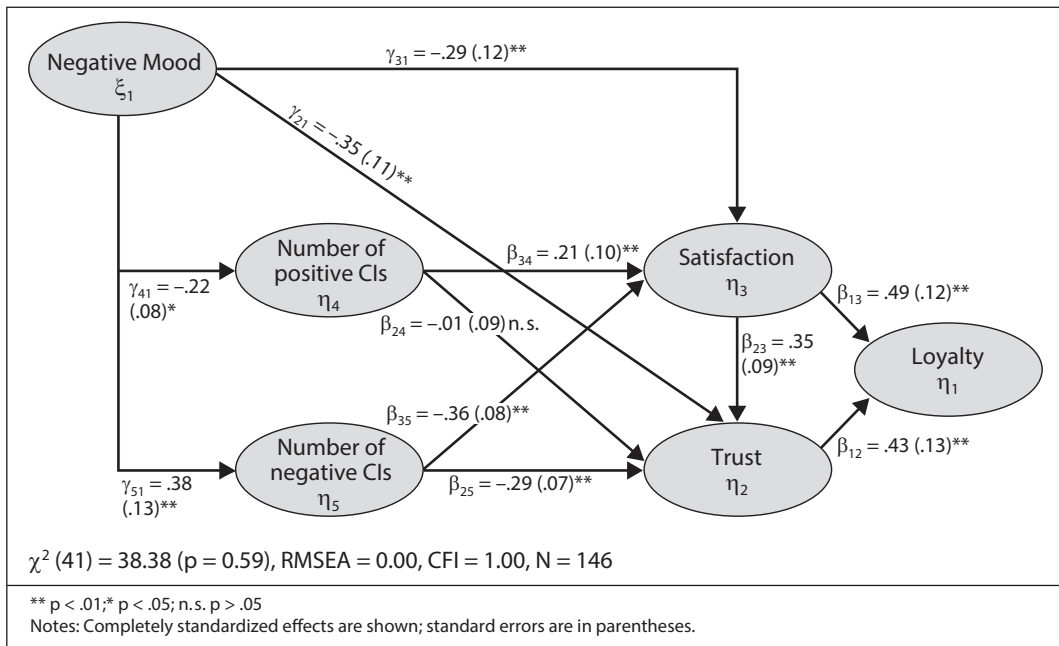 Negative Mood
ξ₁
γ₃₁ = –.29 (.12)**
γ₂₁ = –.35 (.11)**
Number of
positive CIs
η₄
β₃₄ = .21 (.10)**
Satisfaction
η₃
γ₄₁ = –.22
(.08)*
β₂₄ = –.01 (.09) n.s.
β₁₃ = .49 (.12)**
β₂₃ = .35
(.09)**
Loyalty
η₁
β₃₅ = –.36 (.08)**
Number of
negative CIs
η₅
Trust
η₂
β₁₂ = .43 (.13)**
γ₅₁ = .38
(.13)**
β₂₅ = –.29 (.07)**
χ² (41) = 38.38 (p = 0.59), RMSEA = 0.00, CFI = 1.00, N = 146
** p < .01;* p < .05; n.s. p > .05
Notes: Completely standardized effects are shown; standard errors are in parentheses.